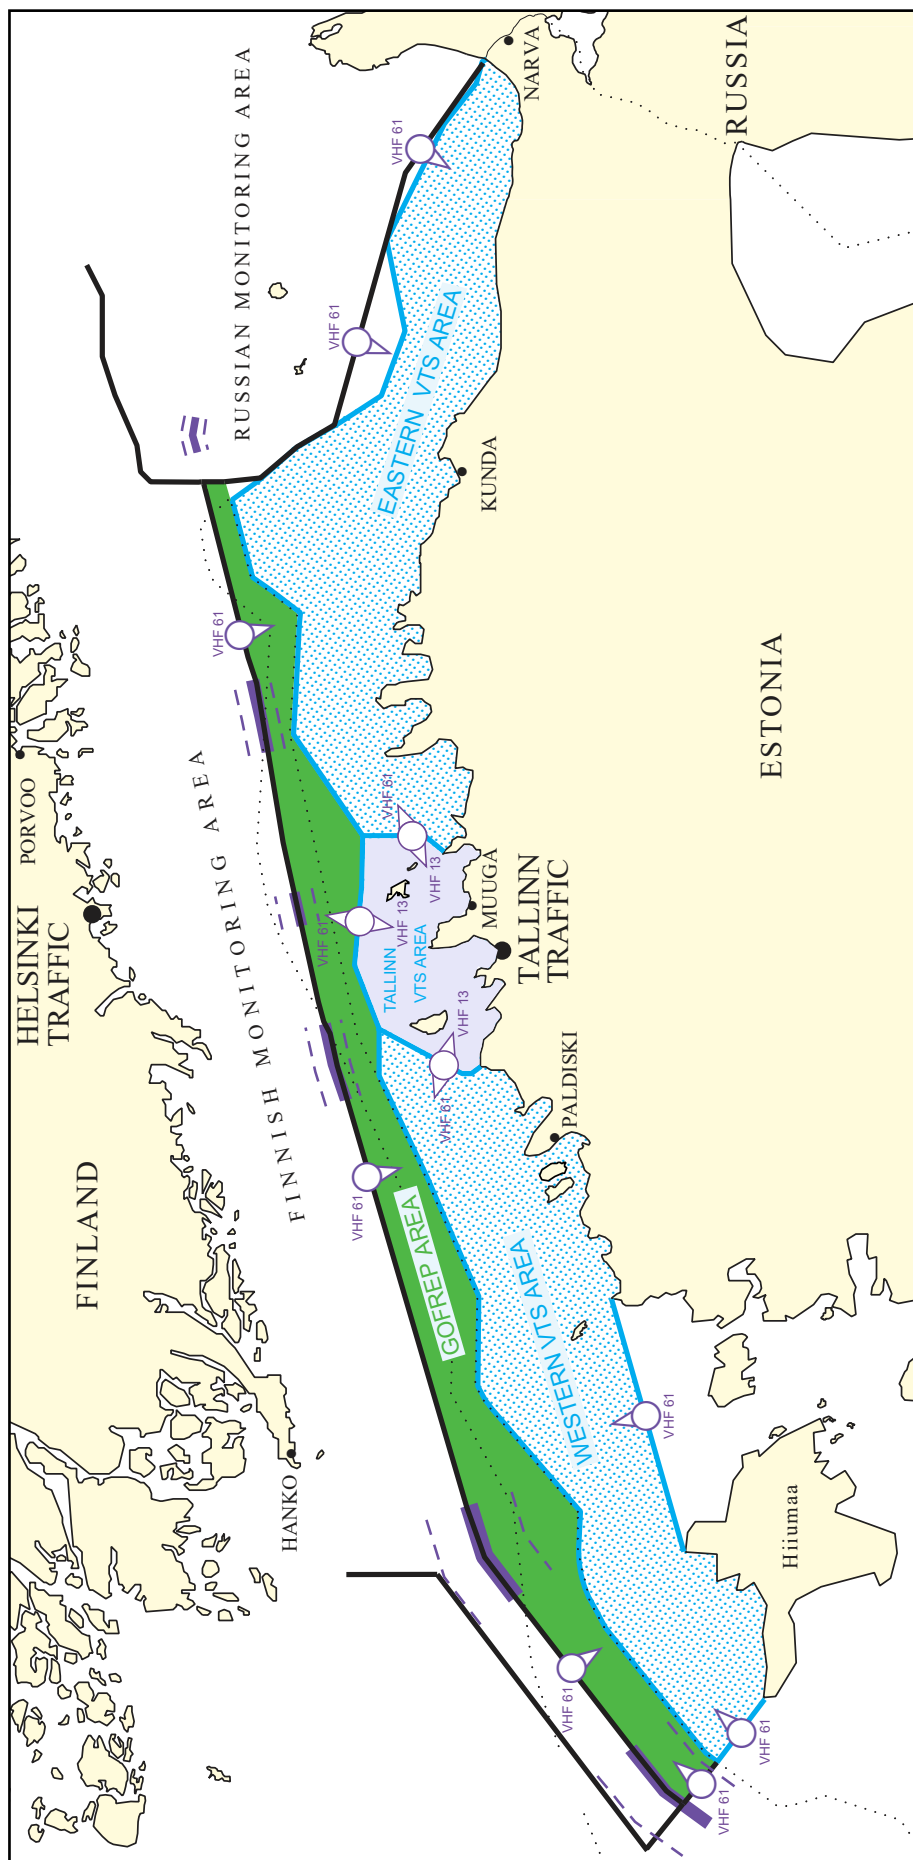 FINLAND
HELSINKI
TRAFFIC
PORVOO
HANKO
FINNISH MONITORING AREA
RUSSIAN MONITORING AREA
VHF 61
VHF 61
VHF 61
VHF 61
VHF 61
VHF 61
VHF 61
VHF 61
VHF 61
VHF 61
VHF 61
VHF 13
VHF 13
VHF 13
GOFREP AREA
WESTERN VTS AREA
TALLINN
VTS AREA
EASTERN VTS AREA
Hiiumaa
PALDISKI
TALLINN
TRAFFIC
MUUGA
KUNDA
NARVA
ESTONIA
RUSSIA